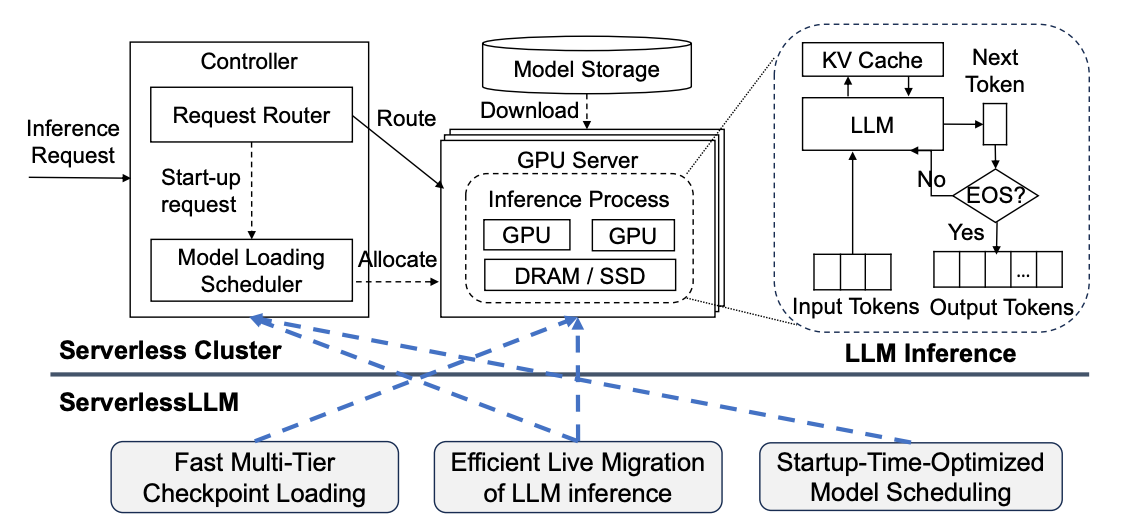 Controller
Request Router
Inference
Request
Start-up
request
Model Loading
Scheduler
Route
Allocate
Model Storage
Download
GPU Server
Inference Process
GPU
GPU
DRAM / SSD
KV Cache
Next
Token
LLM
No
EOS?
Yes
...
Input Tokens
Output Tokens
Serverless Cluster
LLM Inference
ServerlessLLM
Fast Multi-Tier
Checkpoint Loading
Efficient Live Migration
of LLM inference
Startup-Time-Optimized
Model Scheduling